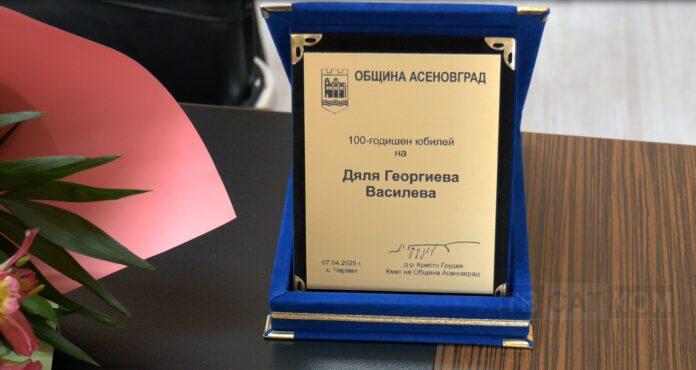 ОБЩИНА АСЕНОВГРАД
100-годишен юбилей
на
Дяля Георгиева
Василева
07.04.2025 г.
с. Червен
д-р Христо Грудев
Кмет на Община Асеновград